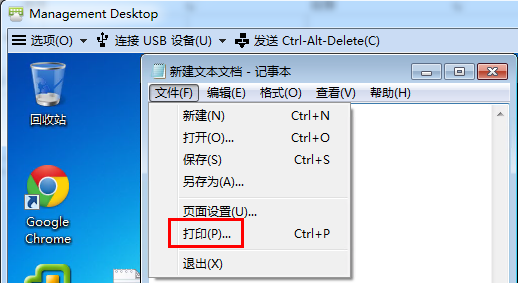 Management Desktop
选项(O) 连接 USB 设备(U) 发送 Ctrl-Alt-Delete(C)
新建文本文档 - 记事本
文件(F) 编辑(E) 格式(O) 查看(V) 帮助(H)
新建(N) Ctrl+N
打开(O)... Ctrl+O
保存(S) Ctrl+S
另存为(A)...
页面设置(U)...
打印(P)... Ctrl+P
退出(X)
回收站
Google
Chrome